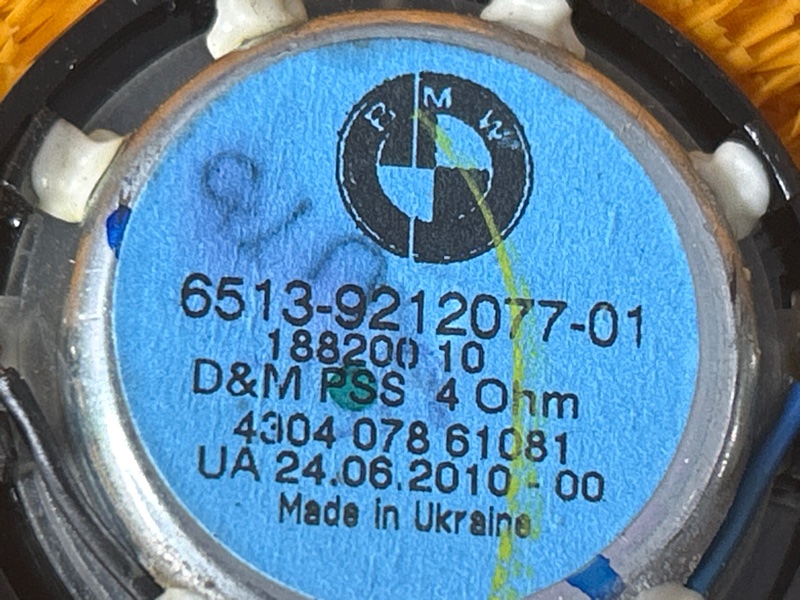 BMW
6513-9212077-01
188200 10
D&M PSS 4 Ohm
4304 078 61081
UA 24.06.2010 - 00
Made in Ukraine